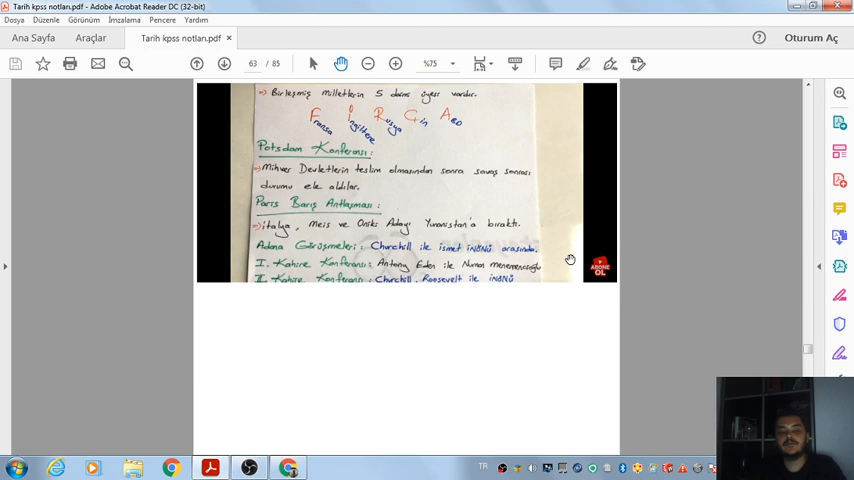 Tarih kpss notları.pdf - Adobe Acrobat Reader DC (32-bit)
Dosya Düzenle Görünüm İmzalama Pencere Yardım
Ana Sayfa Araçlar Tarih kpss notları.pdf × Oturum Aç
63 / 85 %75
→ Birleşmiş Milletlerin 5 daimi üyesi vardır.
Fransa İngiltere Rusya Çin ABD
Potsdam Konferansı:
→ Mihver Devletlerin teslim olmasından sonra savaş sonrası
durumu ele aldılar.
Paris Barış Antlaşması:
→ İtalya, Meis ve Oniki Adayı Yunanistan'a bıraktı.
Adana Görüşmeleri: Churchill ile ismet inönü arasında.
I. Kahire Konferansı: Antony Eden ile Numan menemencioğlu
II. Kahire Konferansı: Churchill, Roosevelt ile inönü
ABONE
OL
TR